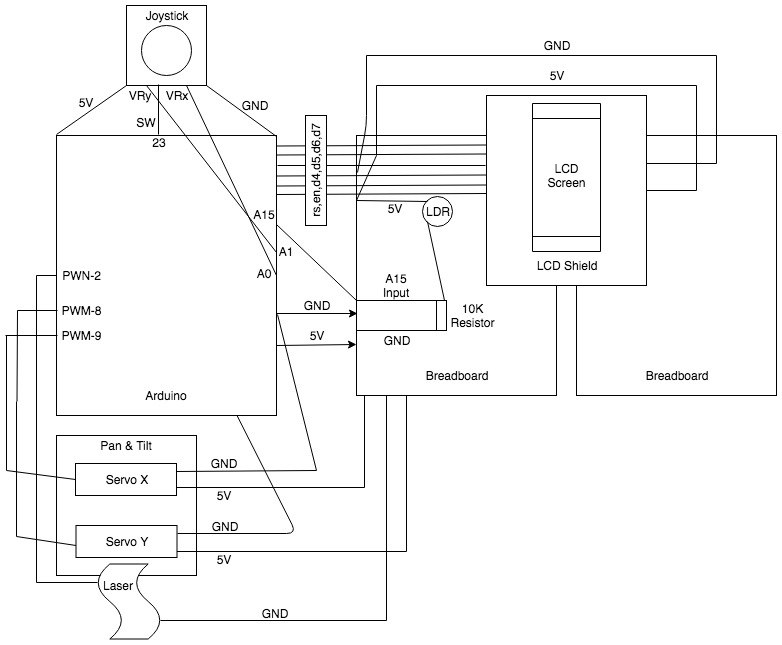 Joystick
GND
5V
5V
VRy
VRx
GND
SW
23
rs,en,d4,d5,d6,d7
LCD
Screen
A15
5V
LDR
A1
A0
LCD Shield
PWN-2
A15
Input
PWM-8
GND
10K
Resistor
PWM-9
5V
GND
Arduino
Breadboard
Breadboard
Pan & Tilt
Servo X
GND
5V
Servo Y
GND
5V
Laser
GND